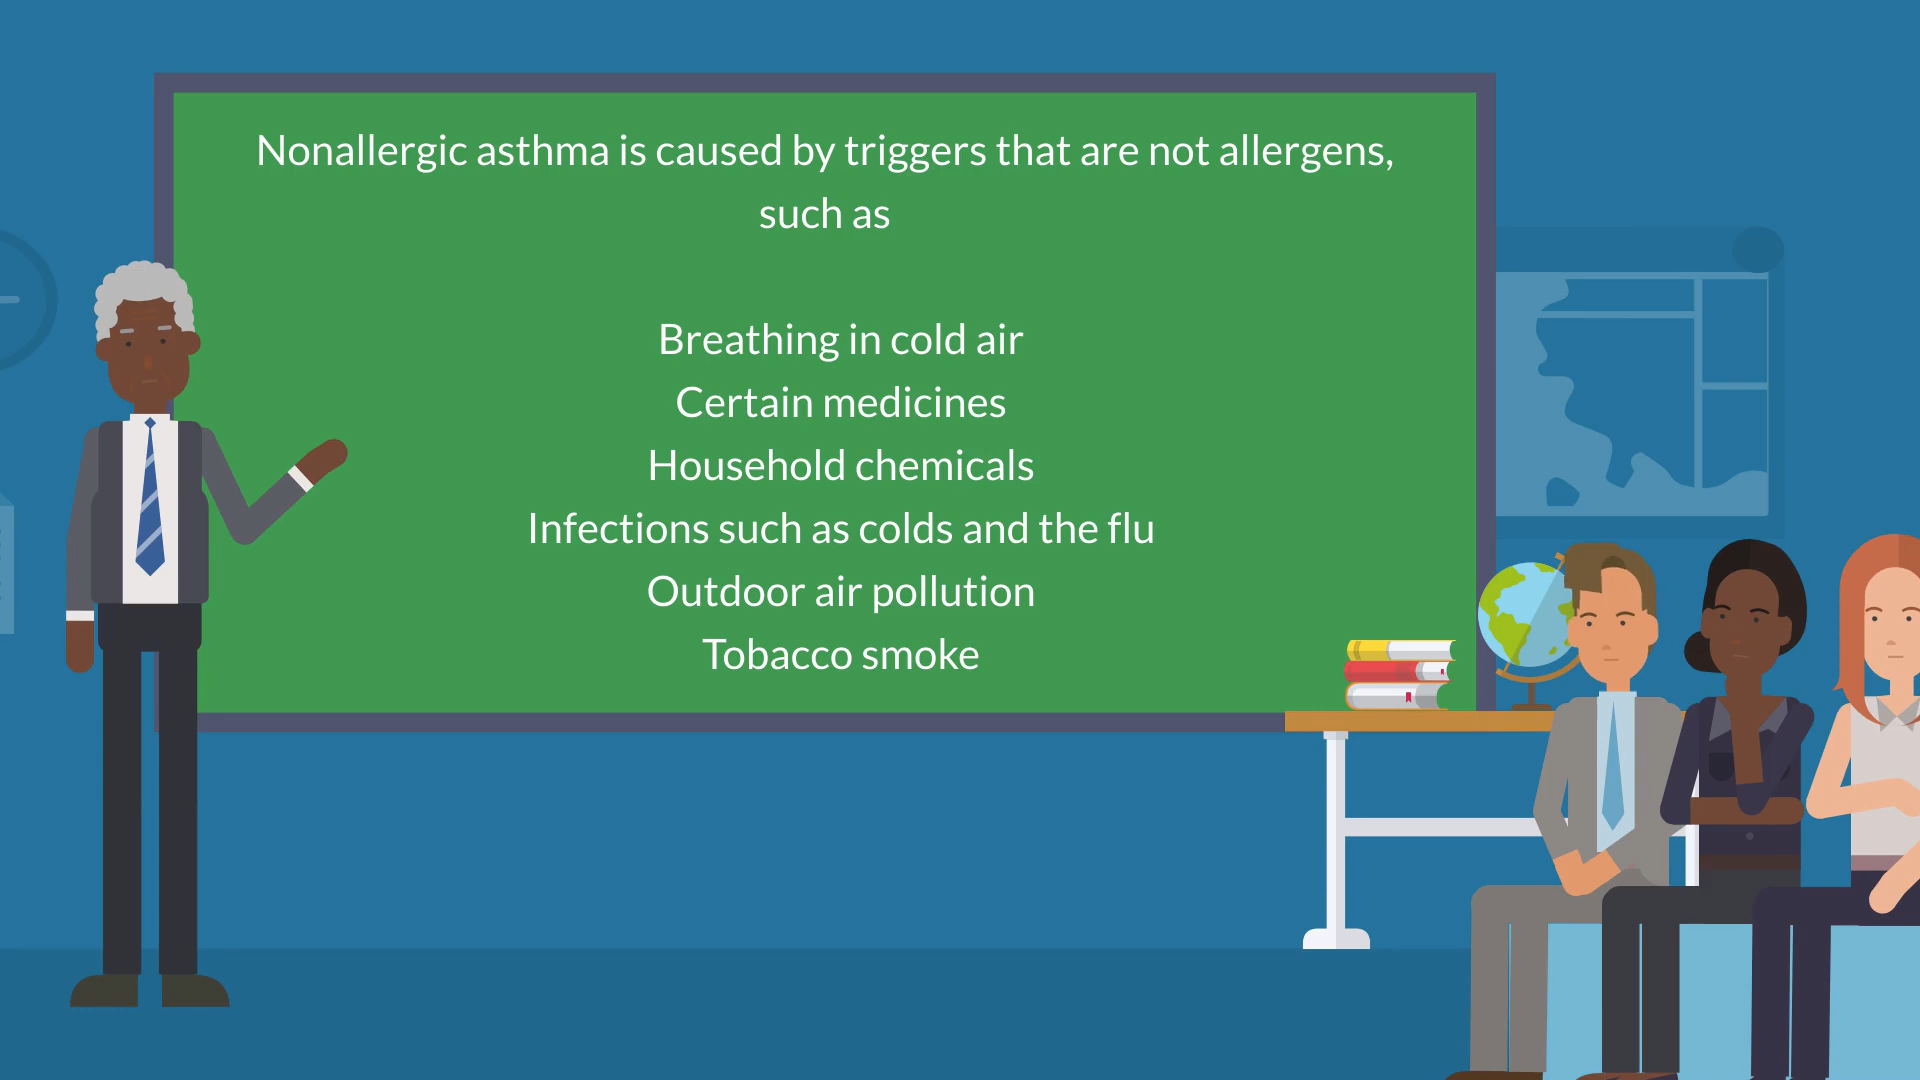 Nonallergic asthma is caused by triggers that are not allergens,
such as
Breathing in cold air
Certain medicines
Household chemicals
Infections such as colds and the flu
Outdoor air pollution
Tobacco smoke